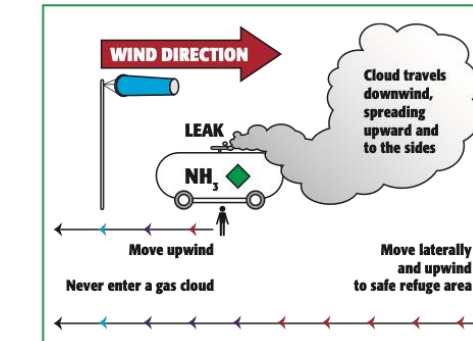 WIND DIRECTION
Cloud travels
downwind,
spreading
upward and
to the sides
LEAK
NH3
Move upwind
Never enter a gas cloud
Move laterally
and upwind
to safe refuge area